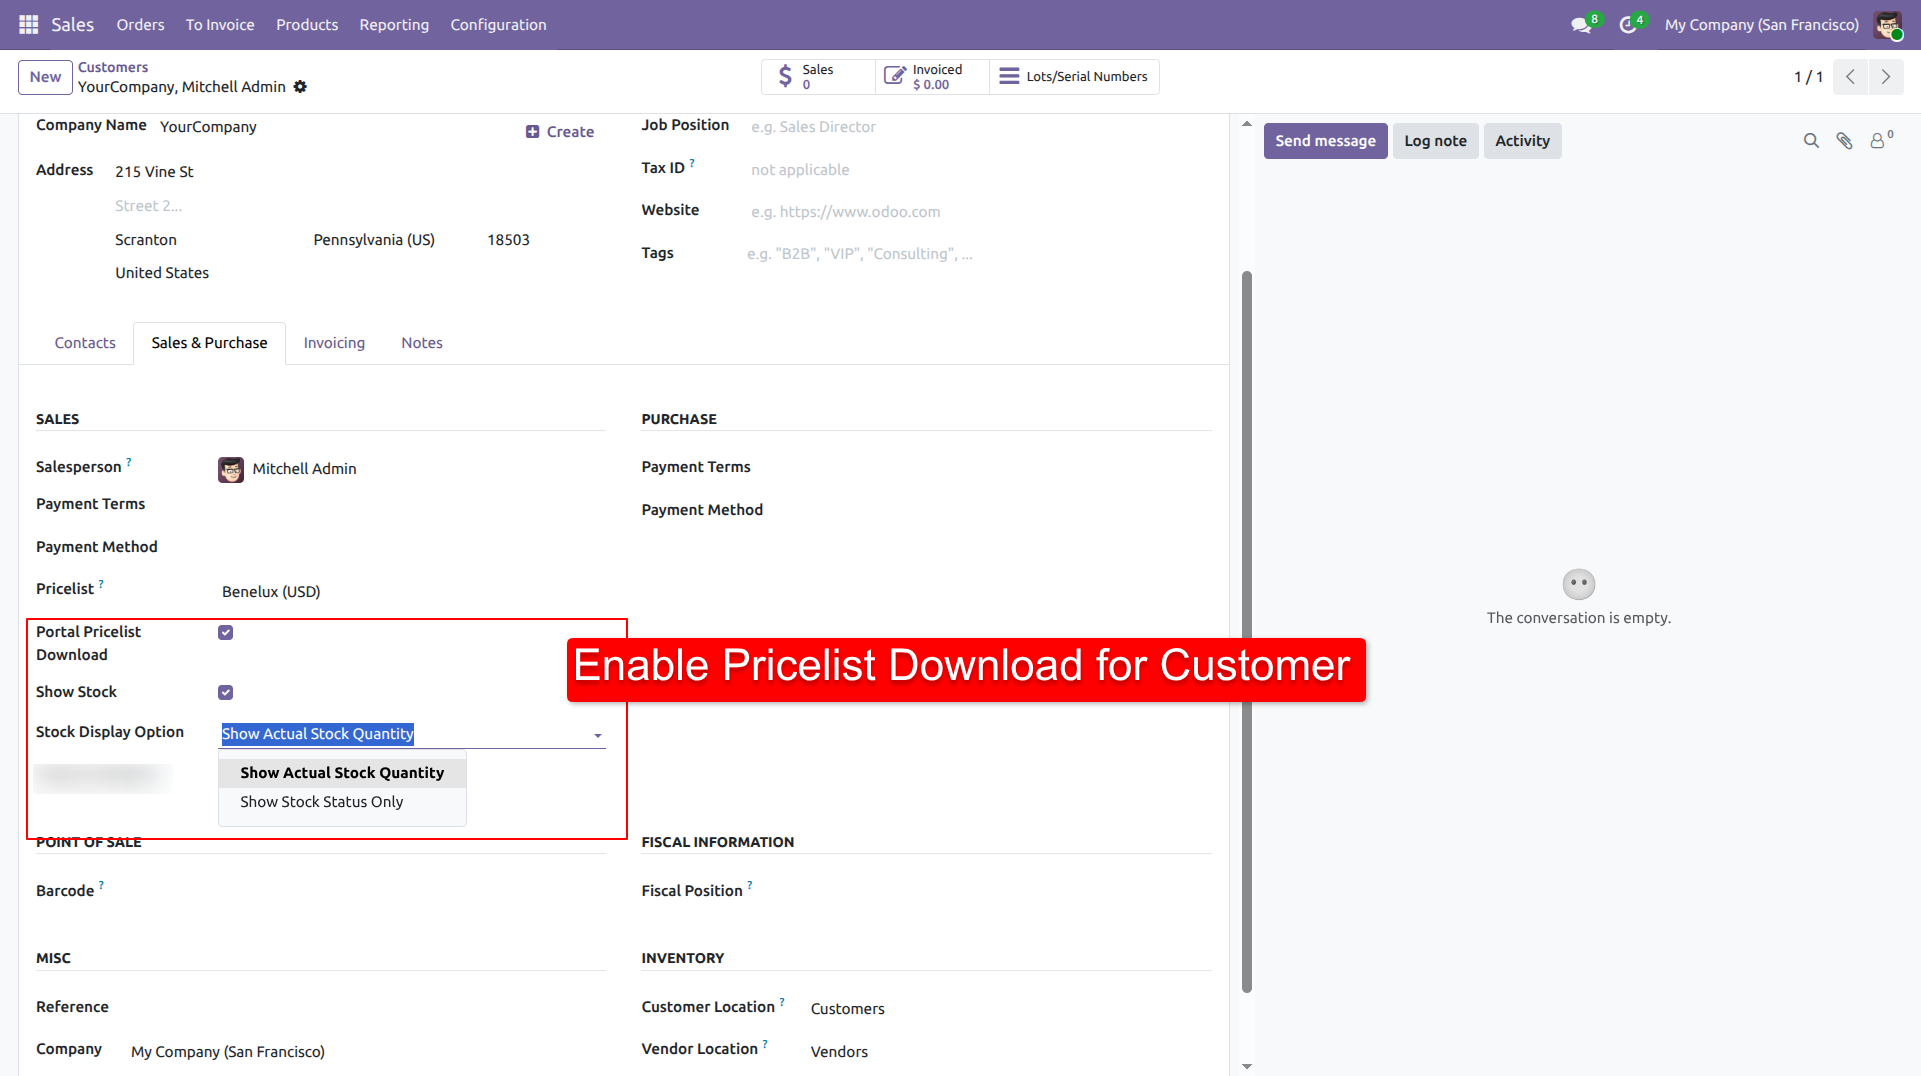 Sales Orders To Invoice Products Reporting Configuration 8 4 My Company (San Francisco)
New Customers
YourCompany, Mitchell Admin
Sales
0
Invoiced
$ 0.00
Lots/Serial Numbers
1 / 1
Company Name YourCompany Create
Job Position e.g. Sales Director
Address 215 Vine St
Tax ID ? not applicable
Street 2...
Website e.g. https://www.odoo.com
Scranton Pennsylvania (US) 18503
Tags e.g. "B2B", "VIP", "Consulting", ...
United States
Send message Log note Activity 0
Contacts Sales & Purchase Invoicing Notes
SALES
Salesperson ? Mitchell Admin
Payment Terms
Payment Method
Pricelist ? Benelux (USD)
Portal Pricelist
Download
Show Stock
Stock Display Option Show Actual Stock Quantity
Show Actual Stock Quantity
Show Stock Status Only
PURCHASE
Payment Terms
Payment Method
Enable Pricelist Download for Customer
The conversation is empty.
POINT OF SALE
Barcode ?
FISCAL INFORMATION
Fiscal Position ?
MISC
Reference
Company My Company (San Francisco)
INVENTORY
Customer Location ? Customers
Vendor Location ? Vendors